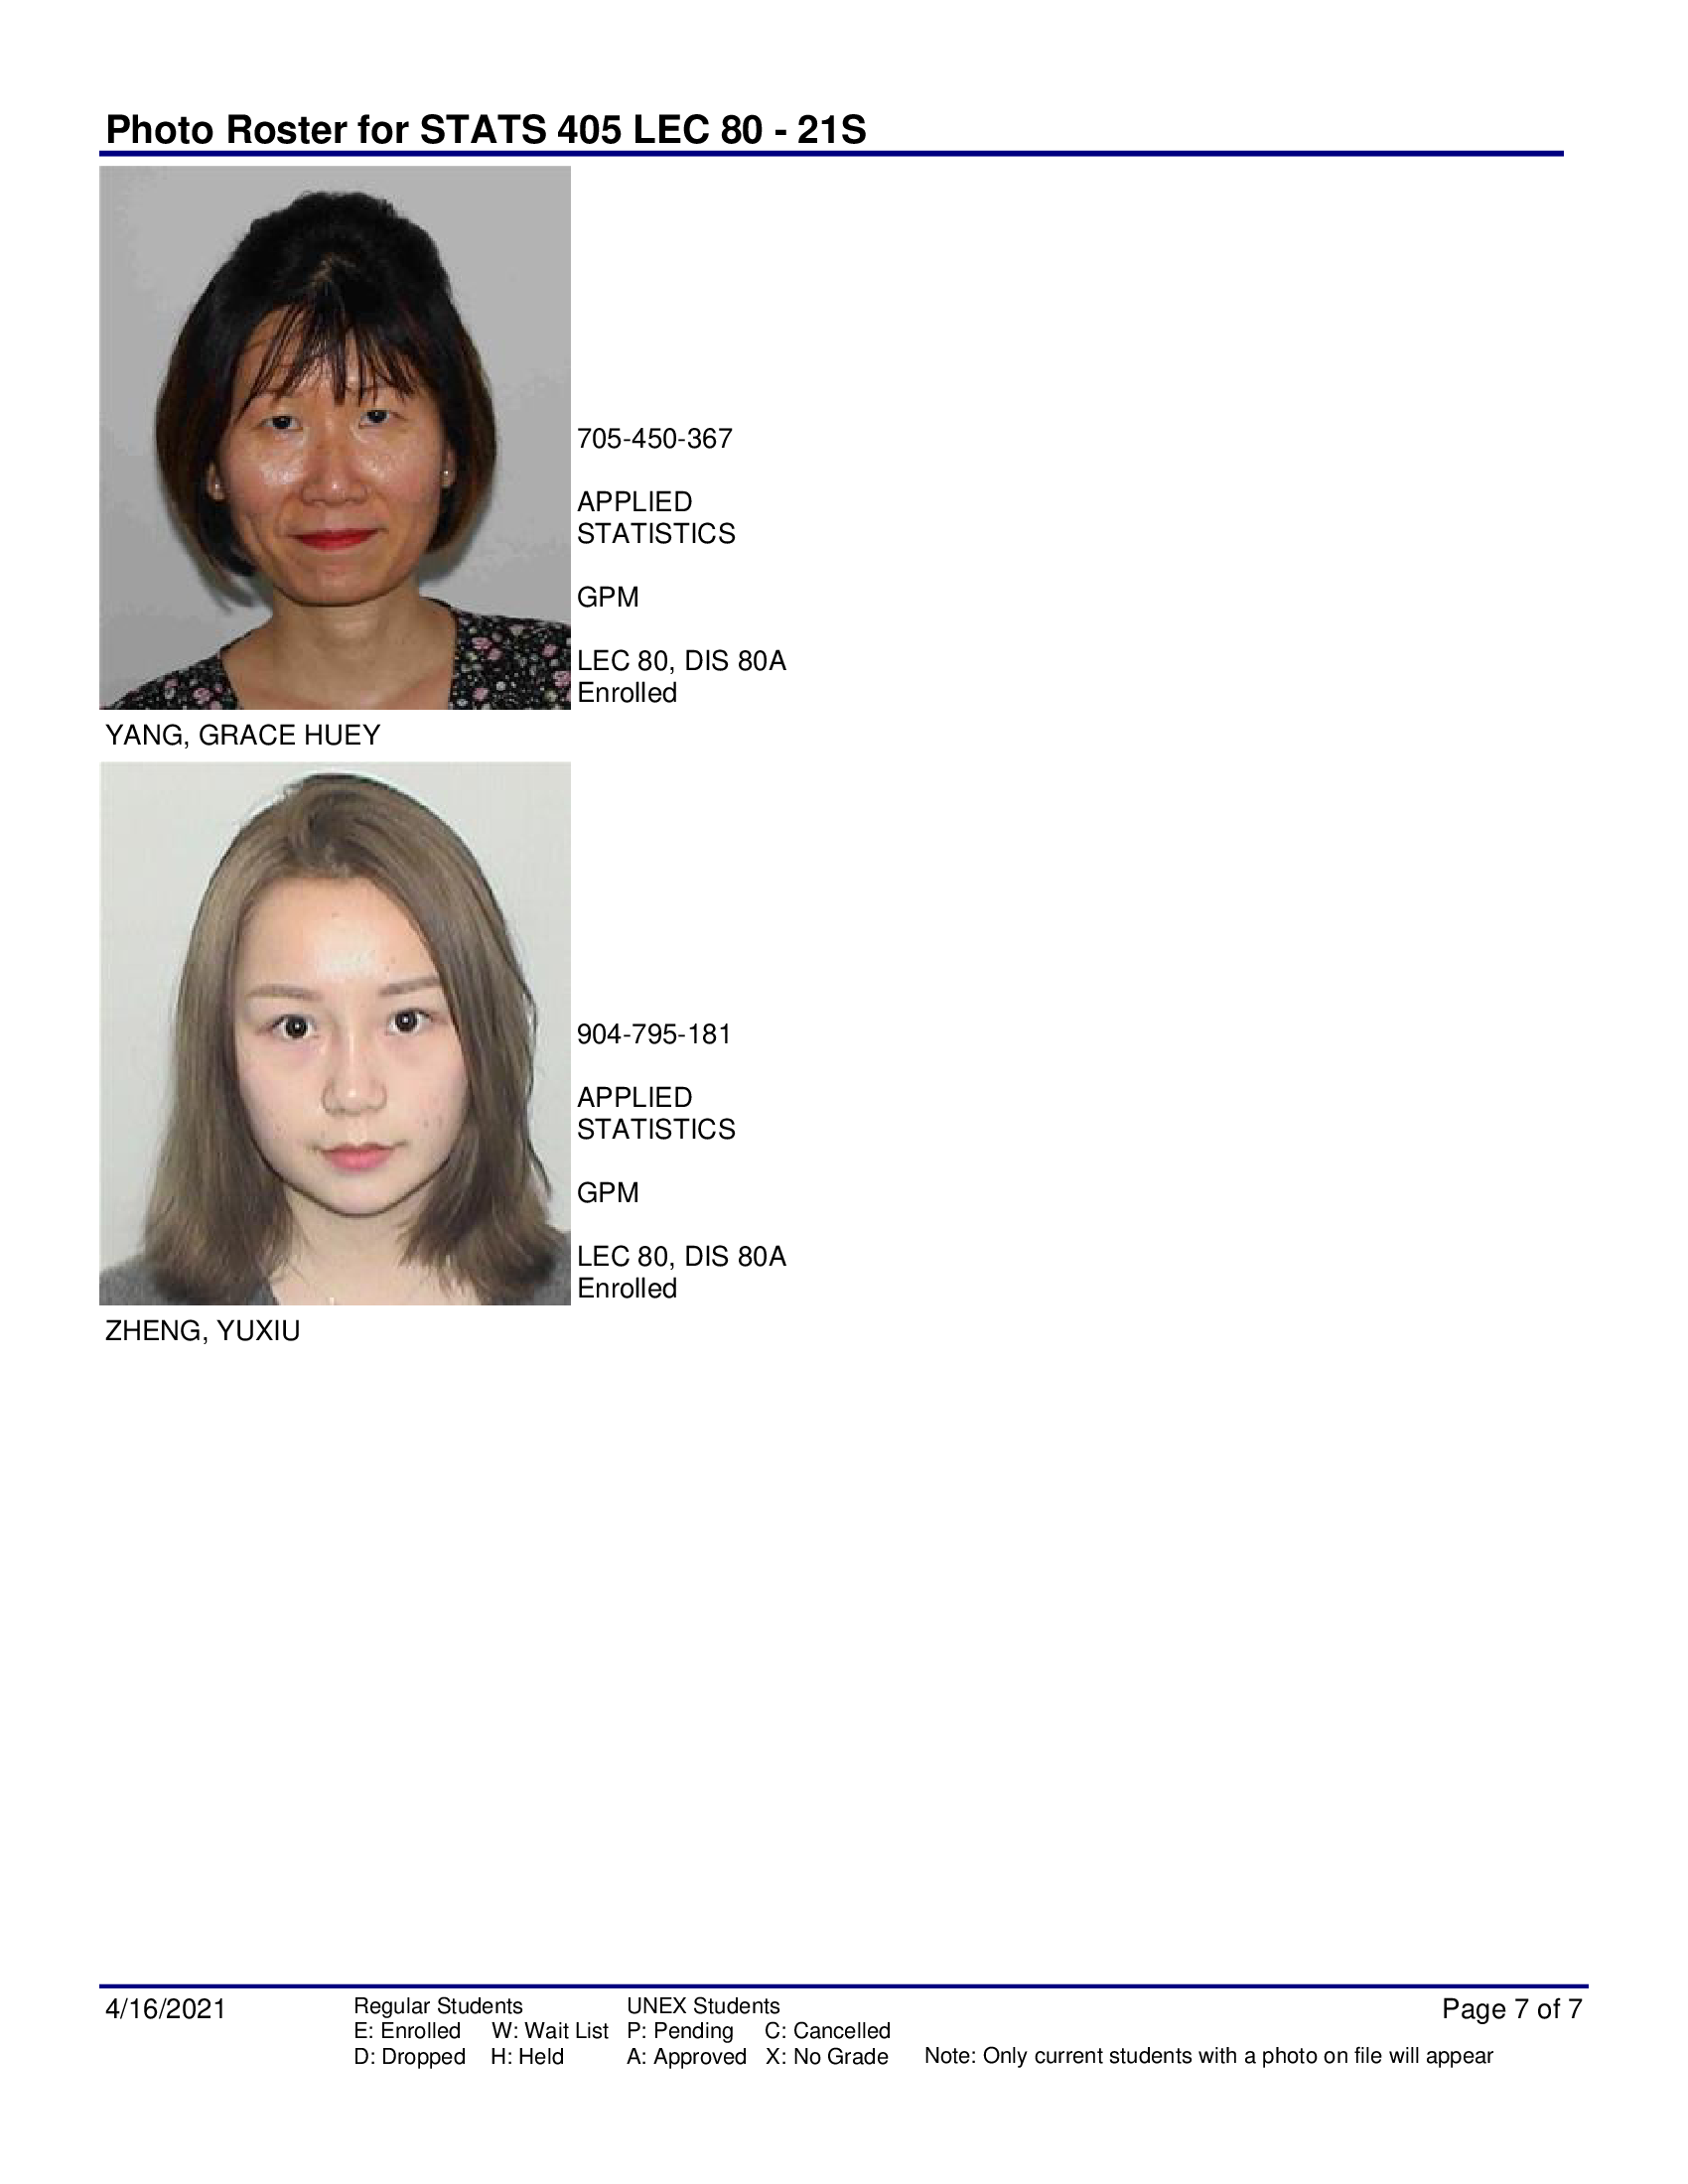 Photo Roster for STATS 405 LEC 80 - 21S
705-450-367
APPLIED
STATISTICS
GPM
LEC 80, DIS 80A
Enrolled
YANG, GRACE HUEY
904-795-181
APPLIED
STATISTICS
GPM
LEC 80, DIS 80A
Enrolled
ZHENG, YUXIU
4/16/2021
Regular Students UNEX Students
E: Enrolled W: Wait List P: Pending C: Cancelled
D: Dropped H: Held A: Approved X: No Grade
Note: Only current students with a photo on file will appear
Page 7 of 7